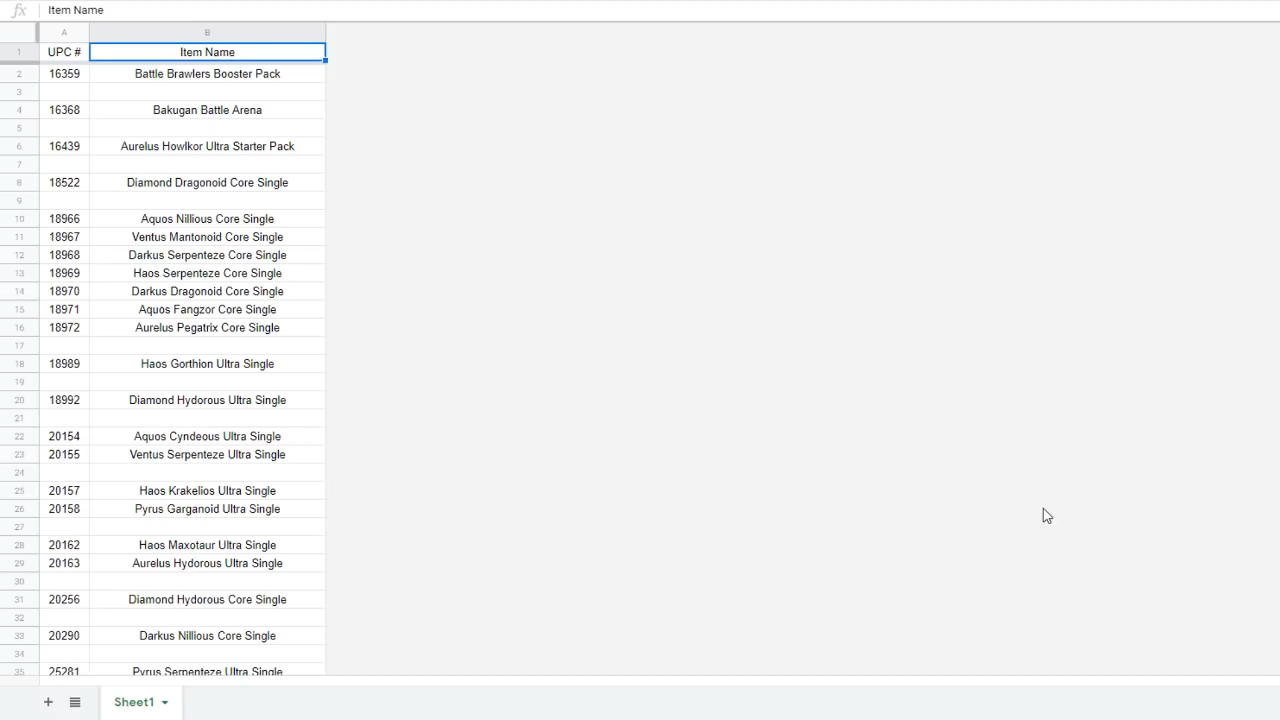 fx Item Name
A B
1 UPC # Item Name
2 16359 Battle Brawlers Booster Pack
3
4 16368 Bakugan Battle Arena
5
6 16439 Aurelus Howlkor Ultra Starter Pack
7
8 18522 Diamond Dragonoid Core Single
9
10 18966 Aquos Nillious Core Single
11 18967 Ventus Mantonoid Core Single
12 18968 Darkus Serpenteze Core Single
13 18969 Haos Serpenteze Core Single
14 18970 Darkus Dragonoid Core Single
15 18971 Aquos Fangzor Core Single
16 18972 Aurelus Pegatrix Core Single
17
18 18989 Haos Gorthion Ultra Single
19
20 18992 Diamond Hydorous Ultra Single
21
22 20154 Aquos Cyndeous Ultra Single
23 20155 Ventus Serpenteze Ultra Single
24
25 20157 Haos Krakelios Ultra Single
26 20158 Pyrus Garganoid Ultra Single
27
28 20162 Haos Maxotaur Ultra Single
29 20163 Aurelus Hydorous Ultra Single
30
31 20256 Diamond Hydorous Core Single
32
33 20290 Darkus Nillious Core Single
34
35 25281 Pyrus Serpenteze Ultra Single
Sheet1